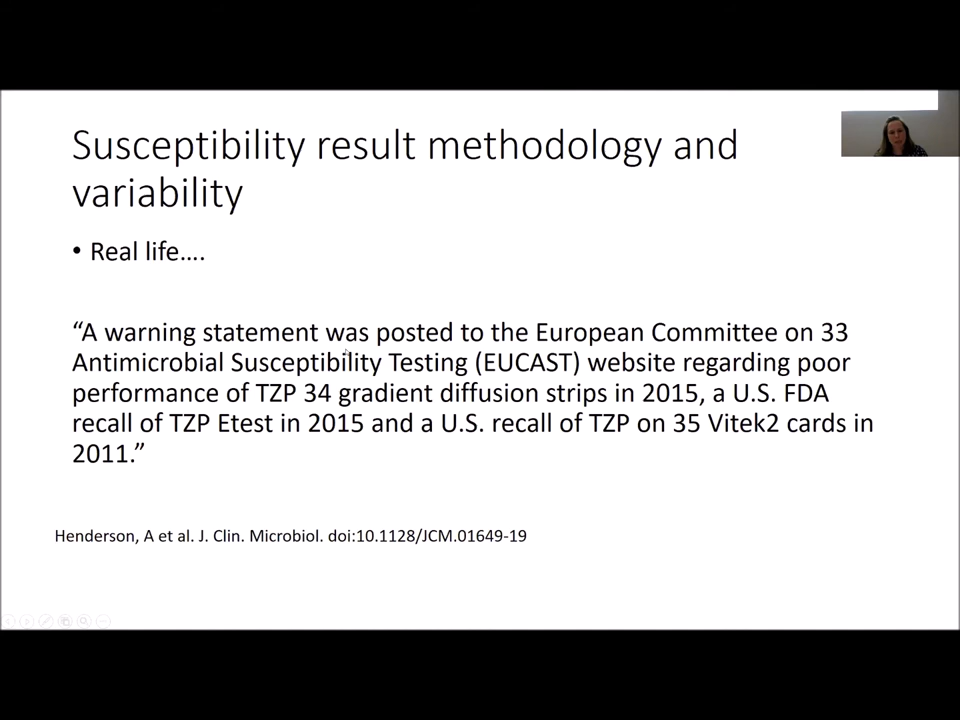 Susceptibility result methodology and
variability
• Real life….
“A warning statement was posted to the European Committee on 33
Antimicrobial Susceptibility Testing (EUCAST) website regarding poor
performance of TZP 34 gradient diffusion strips in 2015, a U.S. FDA
recall of TZP Etest in 2015 and a U.S. recall of TZP on 35 Vitek2 cards in
2011.”
Henderson, A et al. J. Clin. Microbiol. doi:10.1128/JCM.01649-19